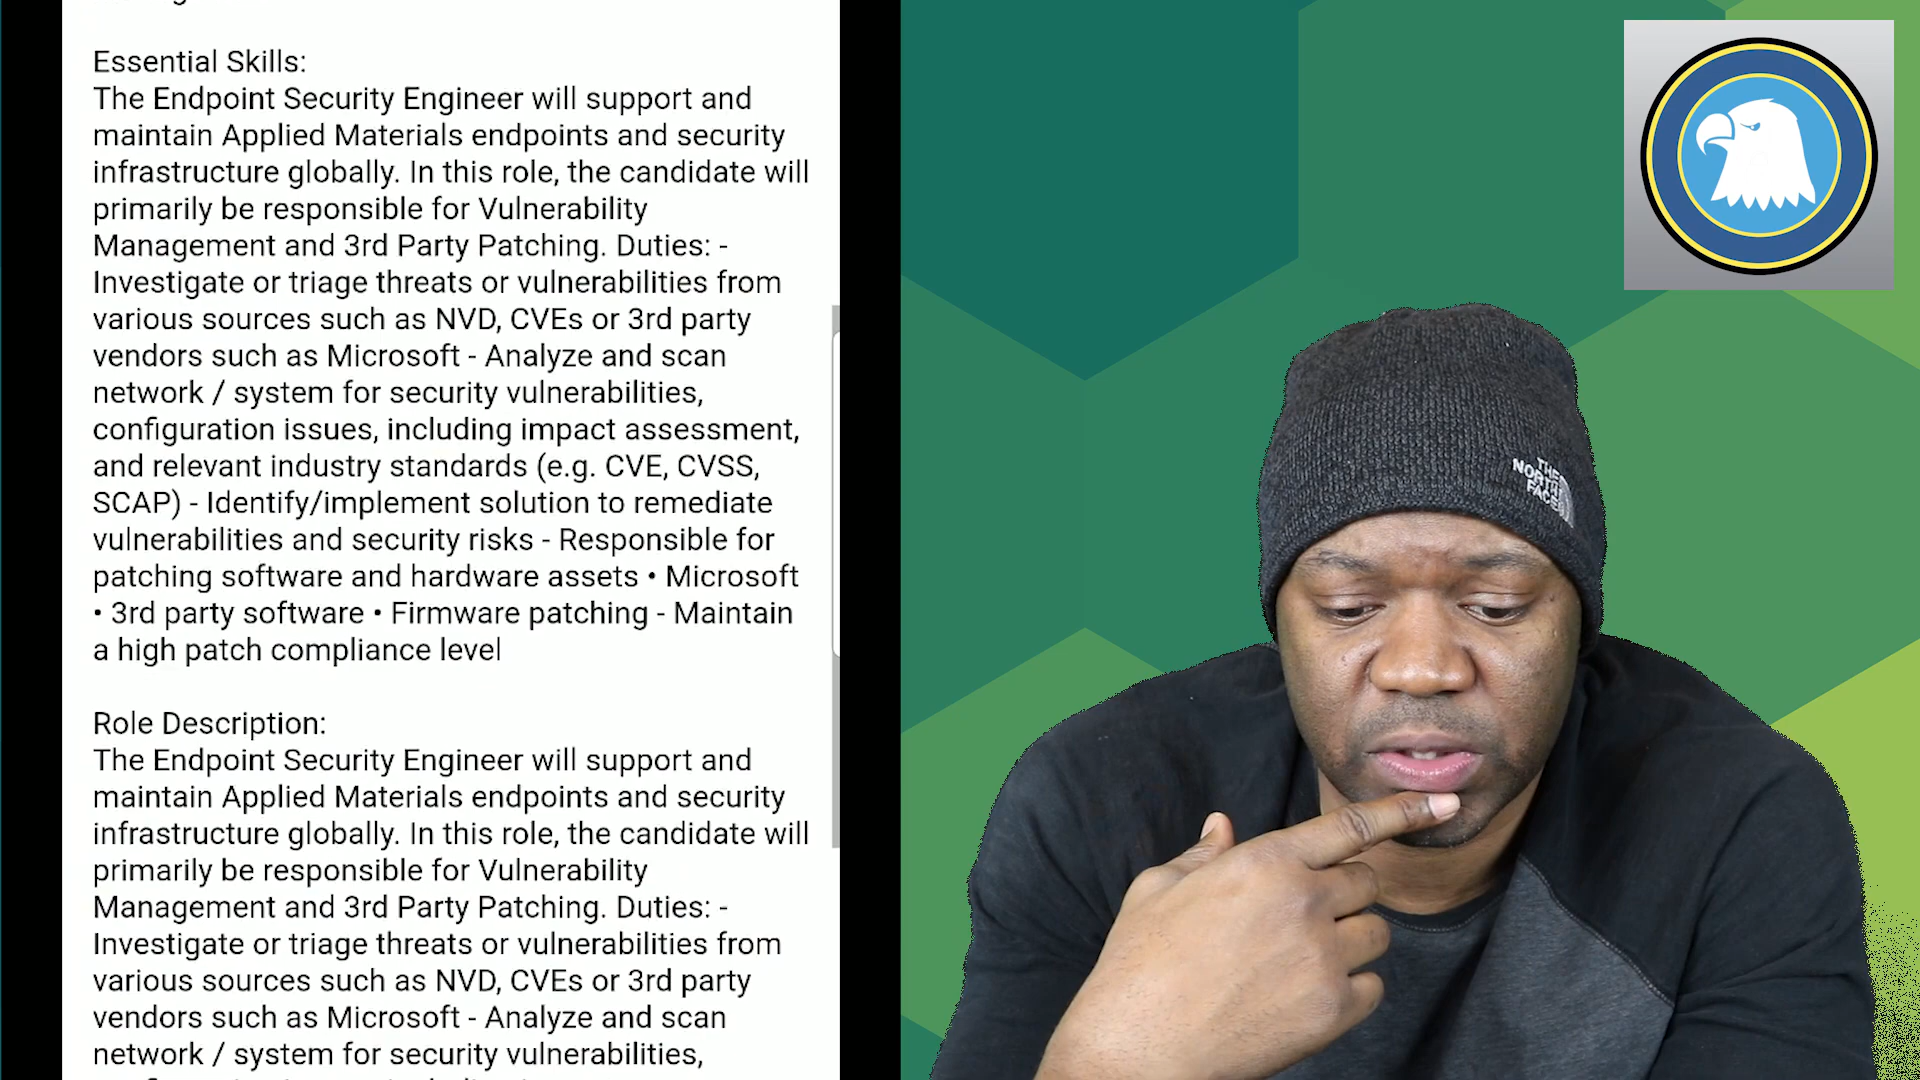 Essential Skills:
The Endpoint Security Engineer will support and
maintain Applied Materials endpoints and security
infrastructure globally. In this role, the candidate will
primarily be responsible for Vulnerability
Management and 3rd Party Patching. Duties: -
Investigate or triage threats or vulnerabilities from
various sources such as NVD, CVEs or 3rd party
vendors such as Microsoft - Analyze and scan
network / system for security vulnerabilities,
configuration issues, including impact assessment,
and relevant industry standards (e.g. CVE, CVSS,
SCAP) - Identify/implement solution to remediate
vulnerabilities and security risks - Responsible for
patching software and hardware assets • Microsoft
• 3rd party software • Firmware patching - Maintain
a high patch compliance level
Role Description:
The Endpoint Security Engineer will support and
maintain Applied Materials endpoints and security
infrastructure globally. In this role, the candidate will
primarily be responsible for Vulnerability
Management and 3rd Party Patching. Duties: -
Investigate or triage threats or vulnerabilities from
various sources such as NVD, CVEs or 3rd party
vendors such as Microsoft - Analyze and scan
network / system for security vulnerabilities,
THE
NORTH
FACE